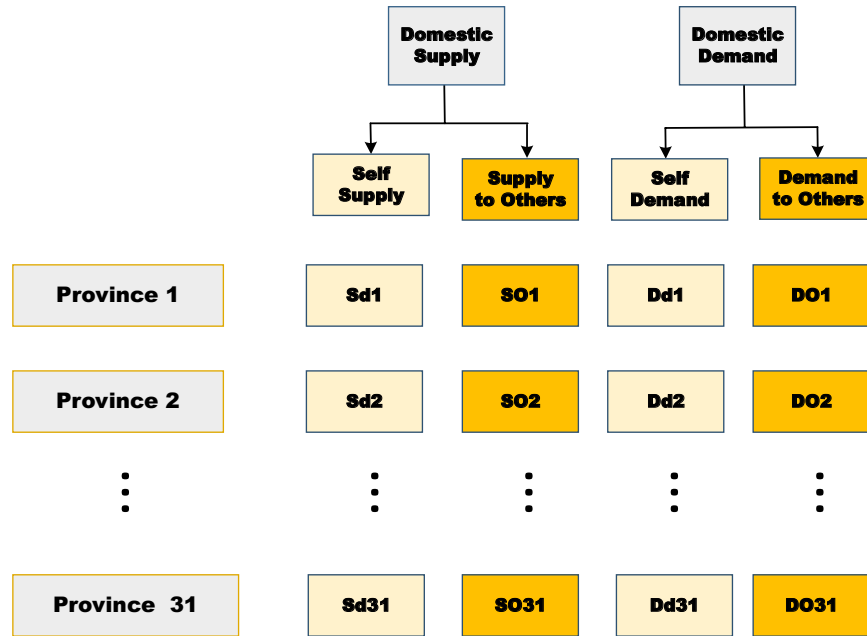 Domestic
Supply
Domestic
Demand
Self
Supply
Supply
to Others
Self
Demand
Demand
to Others
Province 1
Sd1
SO1
Dd1
DO1
Province 2
Sd2
SO2
Dd2
DO2
Province 31
Sd31
SO31
Dd31
DO31